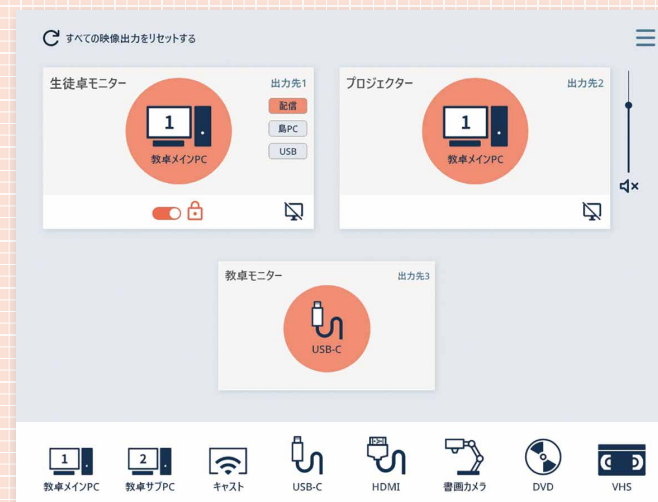 すべての映像出力をリセットする
生徒卓モニター
出力先1
1
教卓メインPC
配信
島PC
USB
プロジェクター
出力先2
1
教卓メインPC
教卓モニター
出力先3
USB-C
1
教卓メインPC
2
教卓サブPC
キャスト
USB-C
HDMI
書画カメラ
DVD
VHS